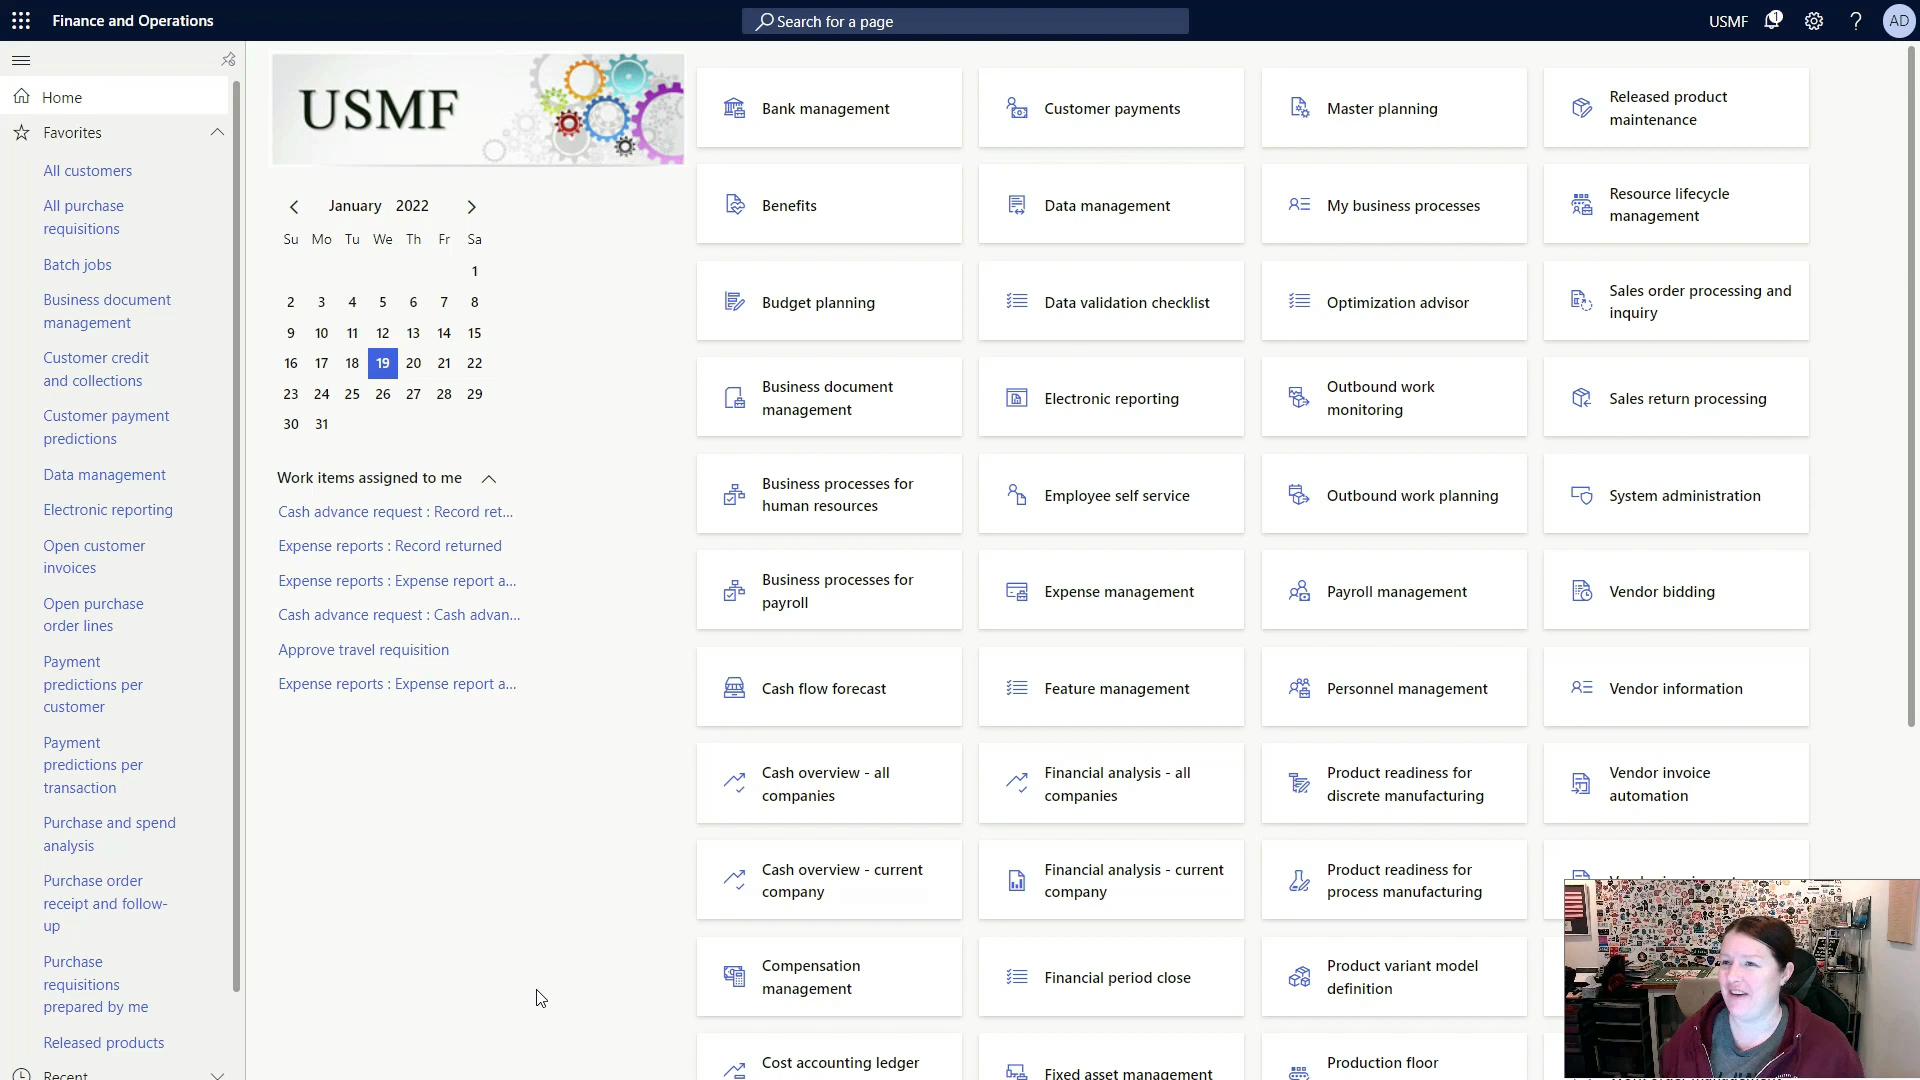 Finance and Operations
Search for a page
USMF
1
?
AD
Home
Favorites
All customers
All purchase
requisitions
Batch jobs
Business document
management
Customer credit
and collections
Customer payment
predictions
Data management
Electronic reporting
Open customer
invoices
Open purchase
order lines
Payment
predictions per
customer
Payment
predictions per
transaction
Purchase and spend
analysis
Purchase order
receipt and follow-
up
Purchase
requisitions
prepared by me
Released products
Recent
USMF
January 2022
Su Mo Tu We Th Fr Sa
1
2 3 4 5 6 7 8
9 10 11 12 13 14 15
16 17 18 19 20 21 22
23 24 25 26 27 28 29
30 31
Work items assigned to me
Cash advance request : Record ret...
Expense reports : Record returned
Expense reports : Expense report a...
Cash advance request : Cash advan...
Approve travel requisition
Expense reports : Expense report a...
Bank management
Benefits
Budget planning
Business document
management
Business processes for
human resources
Business processes for
payroll
Cash flow forecast
Cash overview - all
companies
Cash overview - current
company
Compensation
management
Cost accounting ledger
Customer payments
Data management
Data validation checklist
Electronic reporting
Employee self service
Expense management
Feature management
Financial analysis - all
companies
Financial analysis - current
company
Financial period close
Fixed asset management
Master planning
My business processes
Optimization advisor
Outbound work
monitoring
Outbound work planning
Payroll management
Personnel management
Product readiness for
discrete manufacturing
Product readiness for
process manufacturing
Product variant model
definition
Production floor
Released product
maintenance
Resource lifecycle
management
Sales order processing and
inquiry
Sales return processing
System administration
Vendor bidding
Vendor information
Vendor invoice
automation